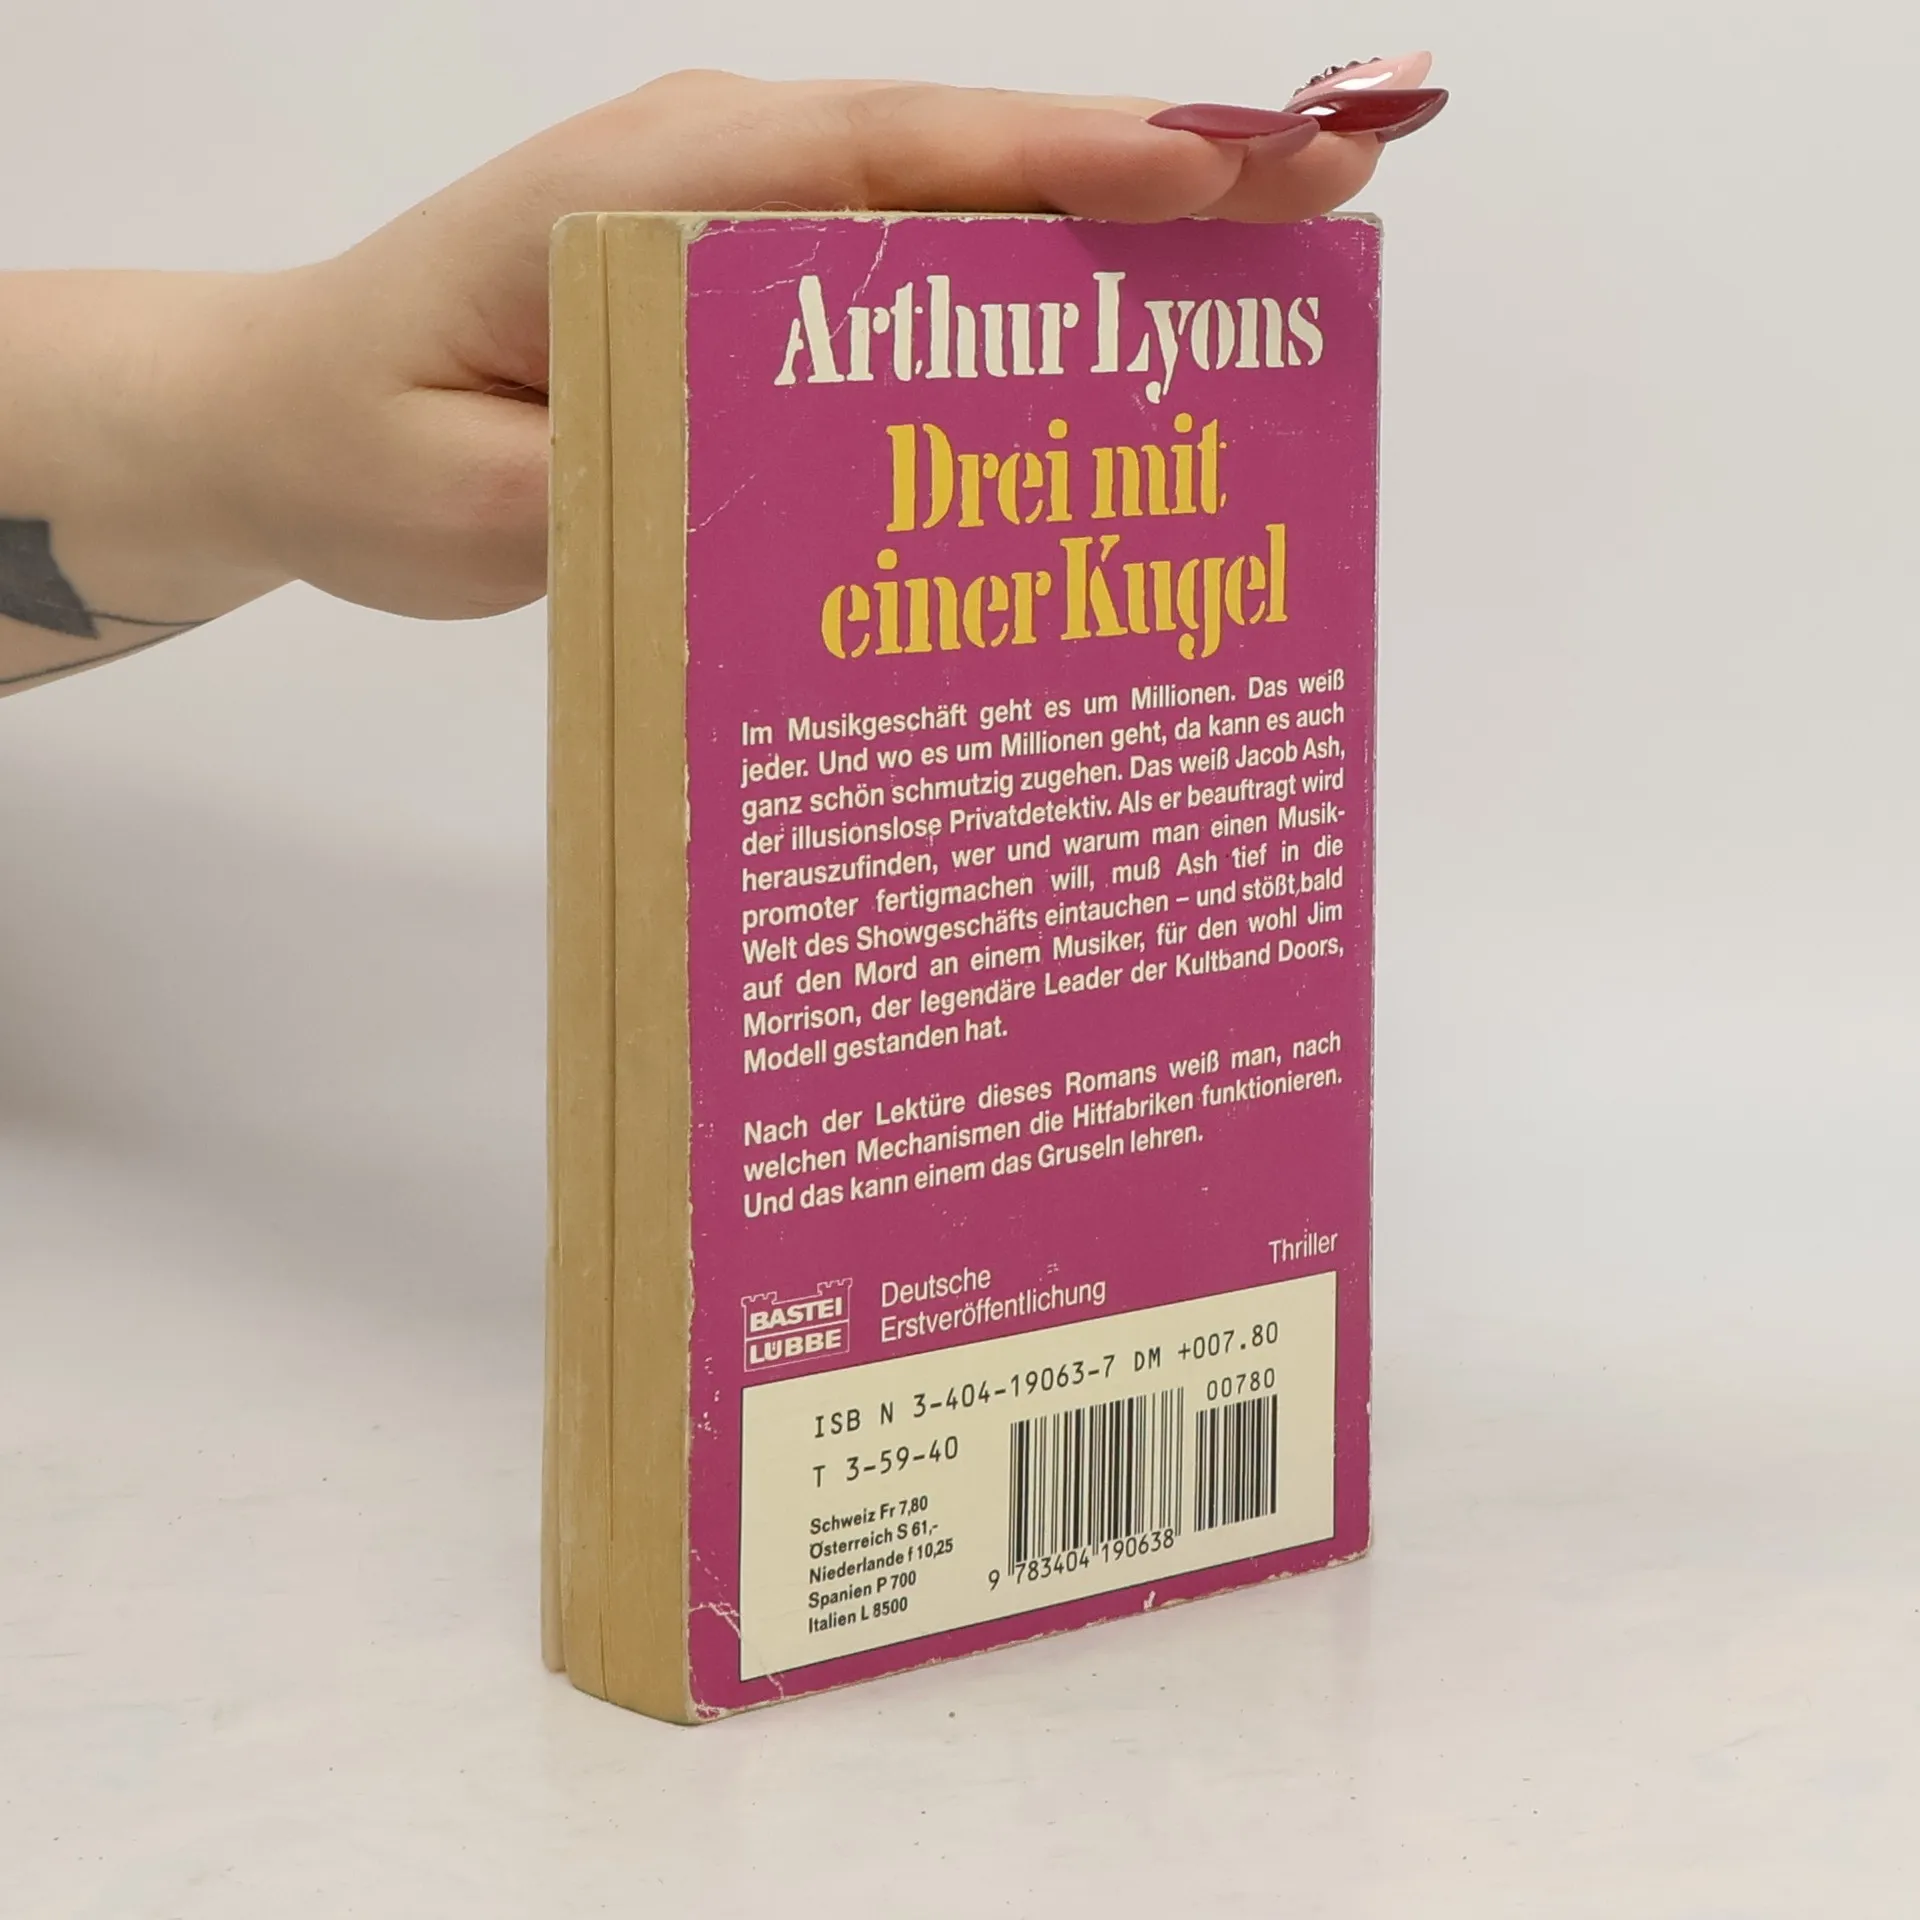 Arthur Lyons
Drei mit
einer Kugel
Im Musikgeschäft geht es um Millionen. Das weiß
jeder. Und wo es um Millionen geht, da kann es auch
ganz schön schmutzig zugehen. Das weiß Jacob Ash,
der illusionslose Privatdetektiv. Als er beauftragt wird
herauszufinden, wer und warum man einen Musik-
promoter fertigmachen will, muß Ash tief in die
Welt des Showgeschäfts eintauchen – und stößt bald
auf den Mord an einem Musiker, für den wohl Jim
Morrison, der legendäre Leader der Kultband Doors,
Modell gestanden hat.
Nach der Lektüre dieses Romans weiß man, nach
welchen Mechanismen die Hitfabriken funktionieren.
Und das kann einem das Gruseln lehren.
Thriller
BASTEI
LÜBBE
Deutsche
Erstveröffentlichung
ISB N 3-404-19063-7 DM +007.80
00780
T 3-59-40
Schweiz Fr 7,80
Österreich S 61,-
Niederlande f 10,25
Spanien P 700
Italien L 8500
9 783404 190638